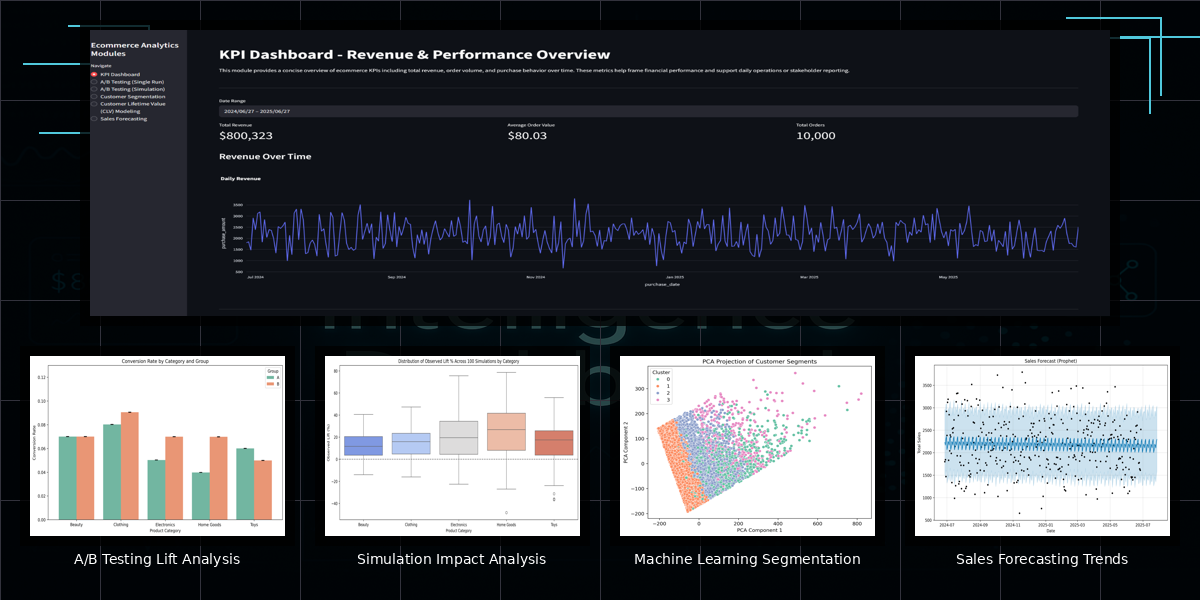 Ecommerce Analytics
Modules
Navigate
KPI Dashboard
A/B Testing (Single Run)
A/B Testing (Simulation)
Customer Segmentation
Customer Lifetime Value
(CLV) Modeling
Sales Forecasting
KPI Dashboard - Revenue & Performance Overview
This module provides a concise overview of ecommerce KPIs including total revenue, order volume, and purchase behavior over time. These metrics help frame financial performance and support daily operations or stakeholder reporting.
Date Range
2024/06/27 – 2025/06/27
Total Revenue
Average Order Value
Total Orders
$800,323
$80.03
10,000
Revenue Over Time
Daily Revenue
purchase_amount
3500
3000
2500
2000
1500
1000
500
Jul 2024
Sep 2024
Nov 2024
Jan 2025
Mar 2025
May 2025
purchase_date
Intelligence
Conversion Rate by Category and Group
Group
A
B
Conversion Rate
0.12
0.10
0.08
0.06
0.04
0.02
0.00
Beauty
Clothing
Electronics
Home Goods
Toys
Product Category
A/B Testing Lift Analysis
Distribution of Observed Lift % Across 100 Simulations by Category
Observed Lift (%)
80
60
40
20
0
−20
−40
Beauty
Clothing
Electronics
Home Goods
Toys
Product Category
Simulation Impact Analysis
PCA Projection of Customer Segments
Cluster
0
1
2
3
PCA Component 2
300
200
100
0
−100
−200
−200
0
200
400
600
800
PCA Component 1
Machine Learning Segmentation
Sales Forecast (Prophet)
Total Sales
3500
3000
2500
2000
1500
1000
500
2024-07
2024-09
2024-11
2025-01
2025-03
2025-05
2025-07
Date
Sales Forecasting Trends